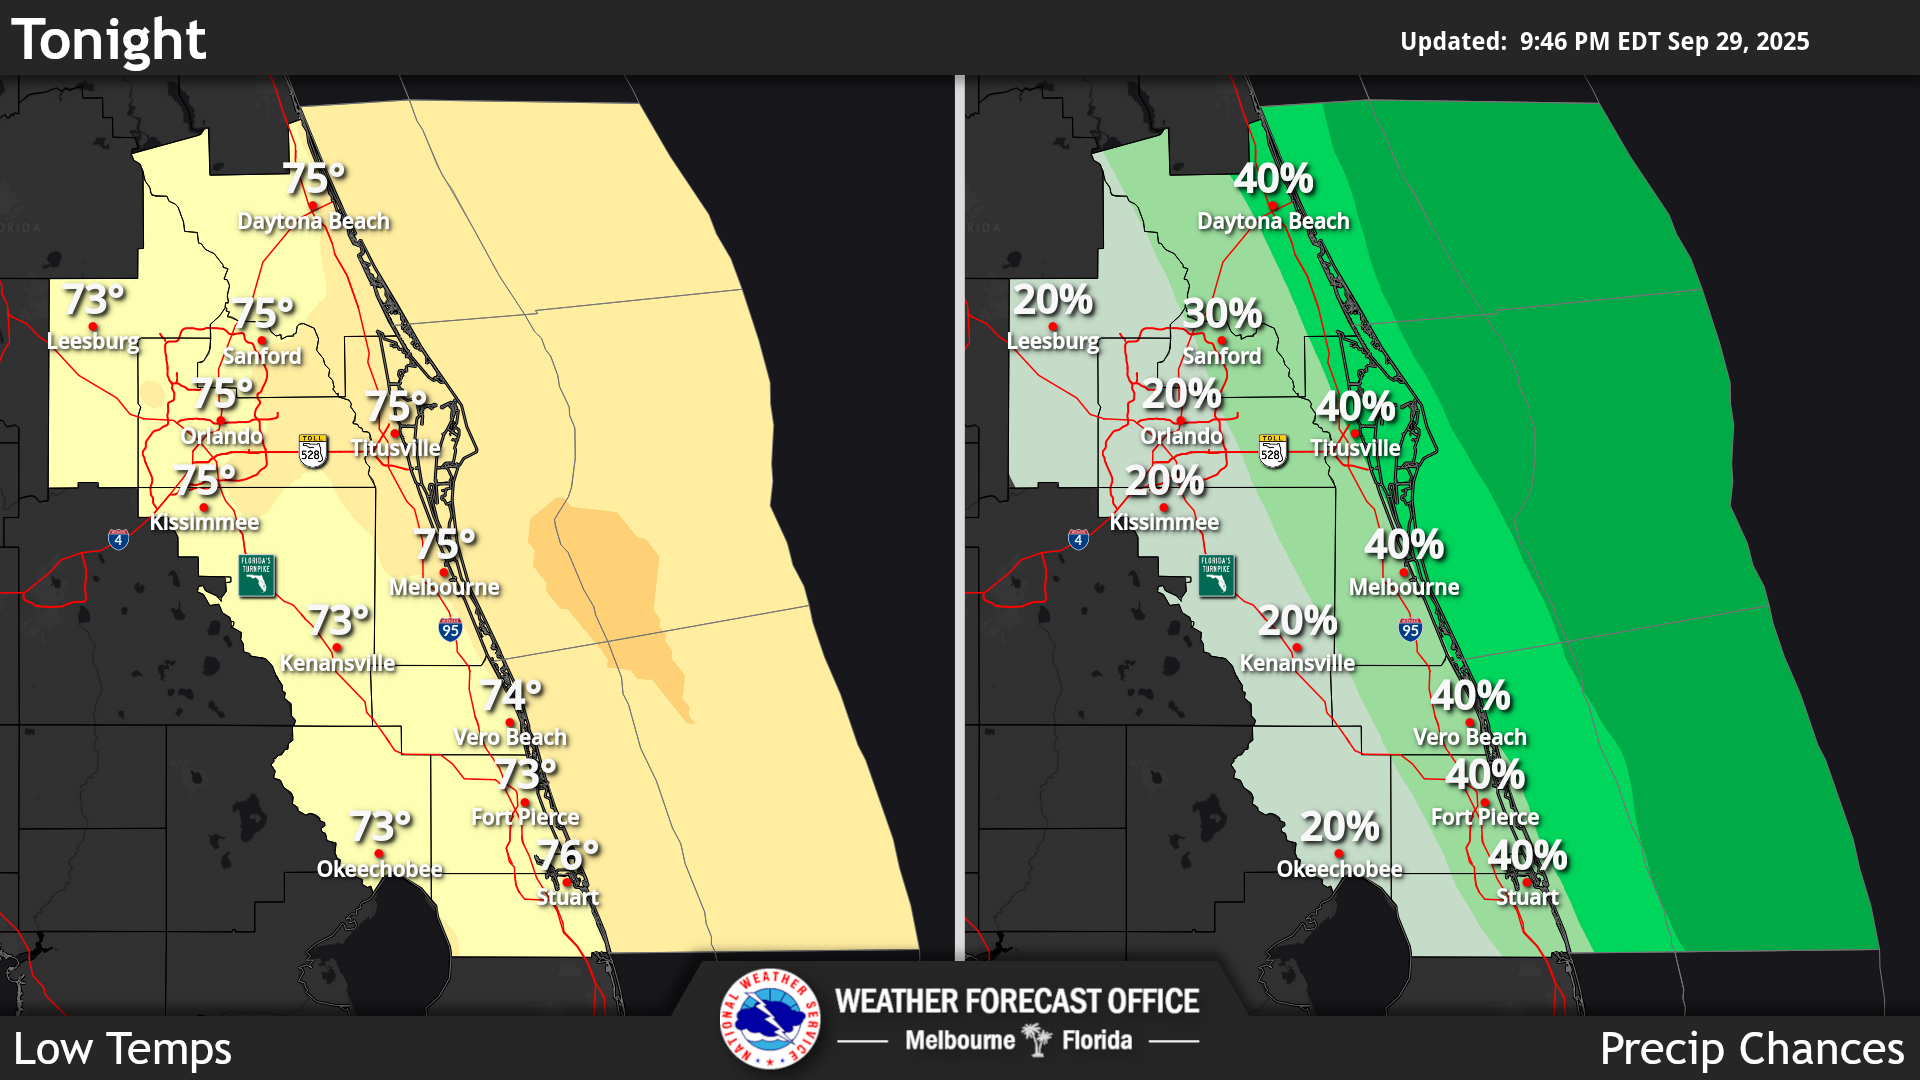 Tonight
Updated: 9:46 PM EDT Sep 29, 2025
75°
Daytona Beach
73°
Leesburg
75°
Sanford
75°
Orlando
75°
Titusville
TOLL
528
75°
Kissimmee
4
FLORIDA'S
TURNPIKE
75°
Melbourne
73°
Kenansville
95
74°
Vero Beach
73°
Fort Pierce
73°
Okeechobee
76°
Stuart
40%
Daytona Beach
RIDA
20%
Leesburg
30%
Sanford
20%
Orlando
40%
Titusville
TOLL
528
20%
Kissimmee
4
FLORIDA'S
TURNPIKE
40%
Melbourne
20%
Kenansville
95
40%
Vero Beach
40%
Fort Pierce
20%
Okeechobee
40%
Stuart
NATIONAL WEATHER SERVICE
WEATHER FORECAST OFFICE
Melbourne Florida
Low Temps
Precip Chances